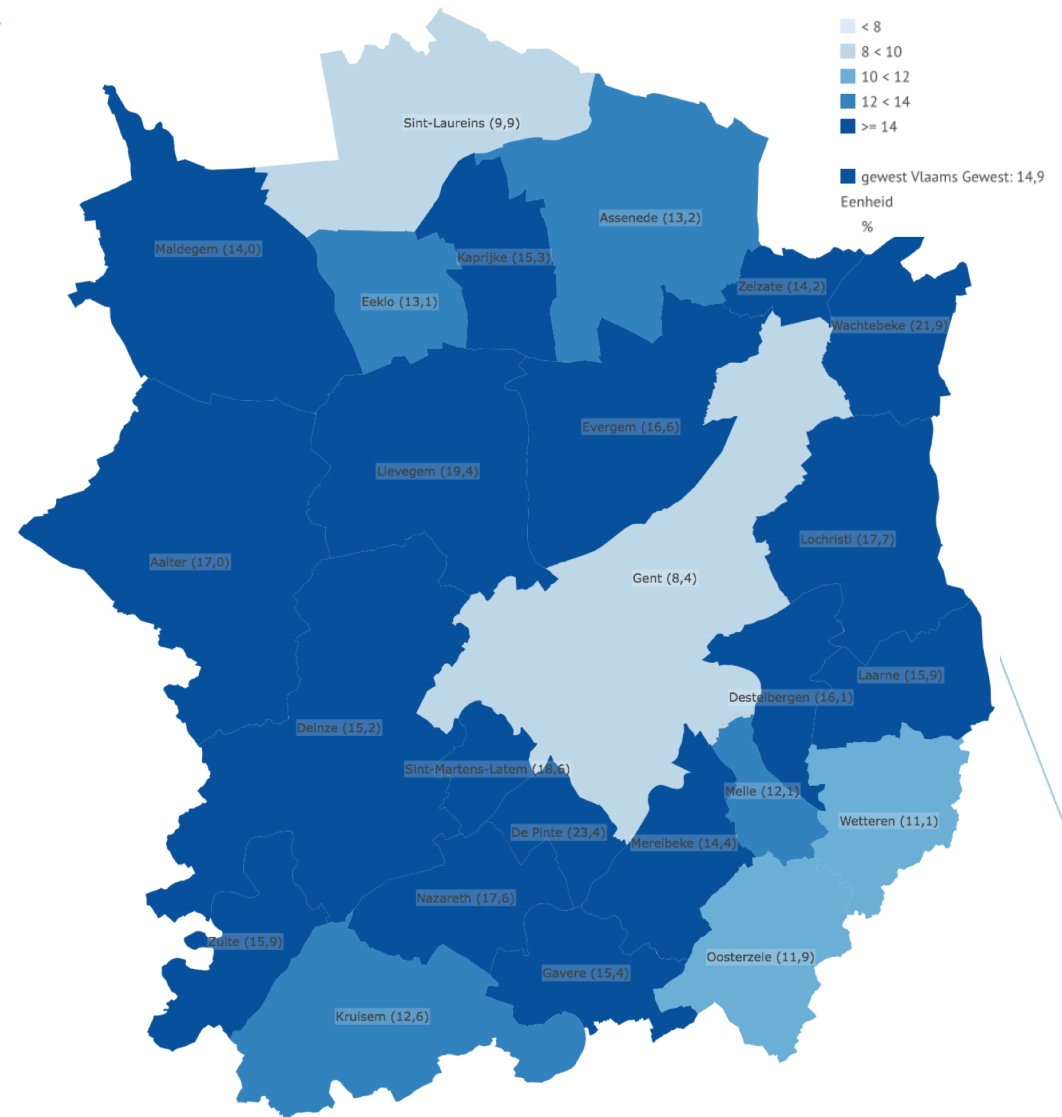 < 8
8 < 10
10 < 12
12 < 14
>= 14
gewest Vlaams Gewest: 14,9
Eenheid
%
Sint-Laureins (9,9)
Assenede (13,2)
Maldegem (14,0)
Kaprijke (15,3)
Zelzate (14,2)
Eeklo (13,1)
Wachtebeke (21,9)
Evergem (16,6)
Lievegem (19,4)
Lochristi (17,7)
Aalter (17,0)
Gent (8,4)
Laarne (15,9)
Destelbergen (16,1)
Deinze (15,2)
Sint-Martens-Latem (18,6)
Melle (12,1)
Wetteren (11,1)
De Pinte (23,4)
Merelbeke (14,4)
Nazareth (17,6)
Zulte (15,9)
Oosterzele (11,9)
Gavere (15,4)
Kruisem (12,6)